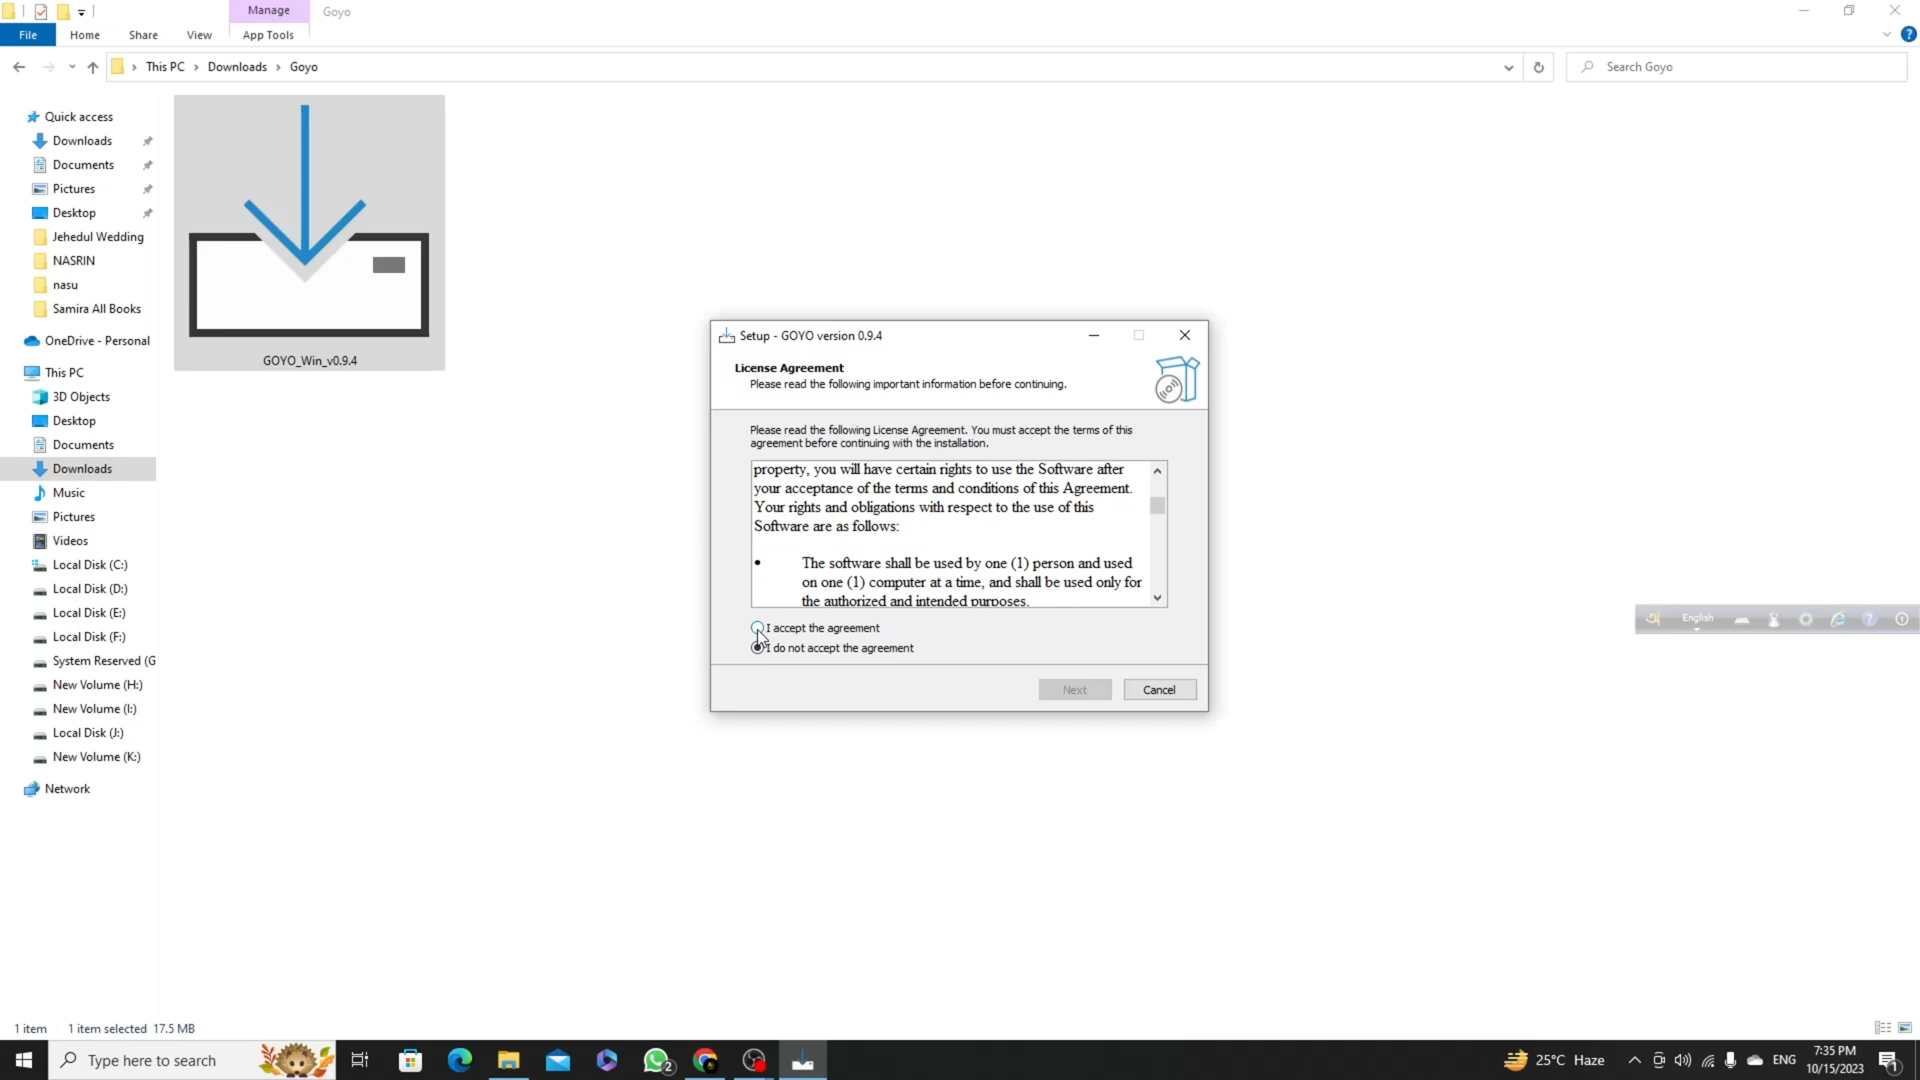 Manage
Goyo
File
Home
Share
View
App Tools
This PC
Downloads
Goyo
Search Goyo
Quick access
Downloads
Documents
Pictures
Desktop
Jehedul Wedding
NASRIN
nasu
Samira All Books
OneDrive - Personal
This PC
3D Objects
Desktop
Documents
Downloads
Music
Pictures
Videos
Local Disk (C:)
Local Disk (D:)
Local Disk (E:)
Local Disk (F:)
System Reserved (G
New Volume (H:)
New Volume (I:)
Local Disk (J:)
New Volume (K:)
Network
GOYO_Win_v0.9.4
Setup - GOYO version 0.9.4
License Agreement
Please read the following important information before continuing.
Please read the following License Agreement. You must accept the terms of this
agreement before continuing with the installation.
property, you will have certain rights to use the Software after
your acceptance of the terms and conditions of this Agreement.
Your rights and obligations with respect to the use of this
Software are as follows:
• The software shall be used by one (1) person and used
on one (1) computer at a time, and shall be used only for
the authorized and intended purposes.
I accept the agreement
I do not accept the agreement
Next
Cancel
English
1 item
1 item selected 17.5 MB
Type here to search
2
25°C Haze
ENG
7:35 PM
10/15/2023
1